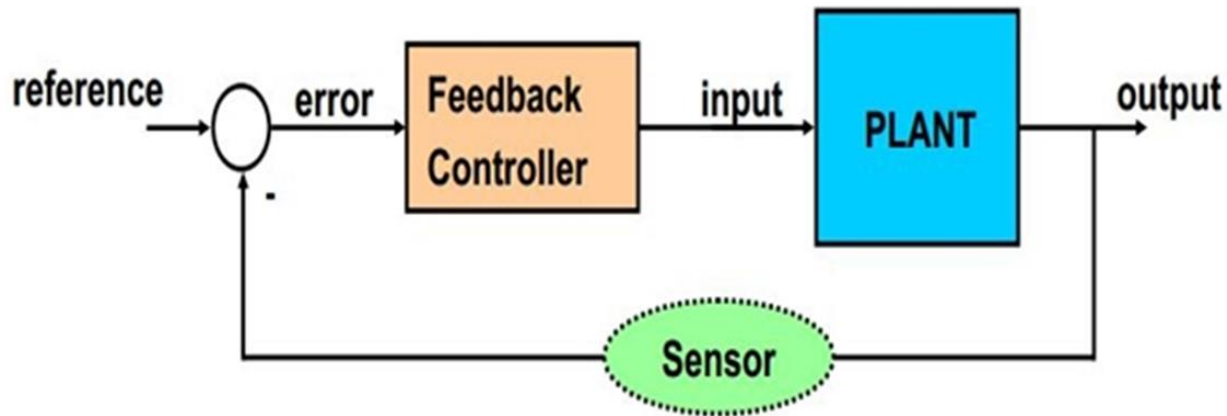 reference
error
Feedback
Controller
input
PLANT
output
-
Sensor